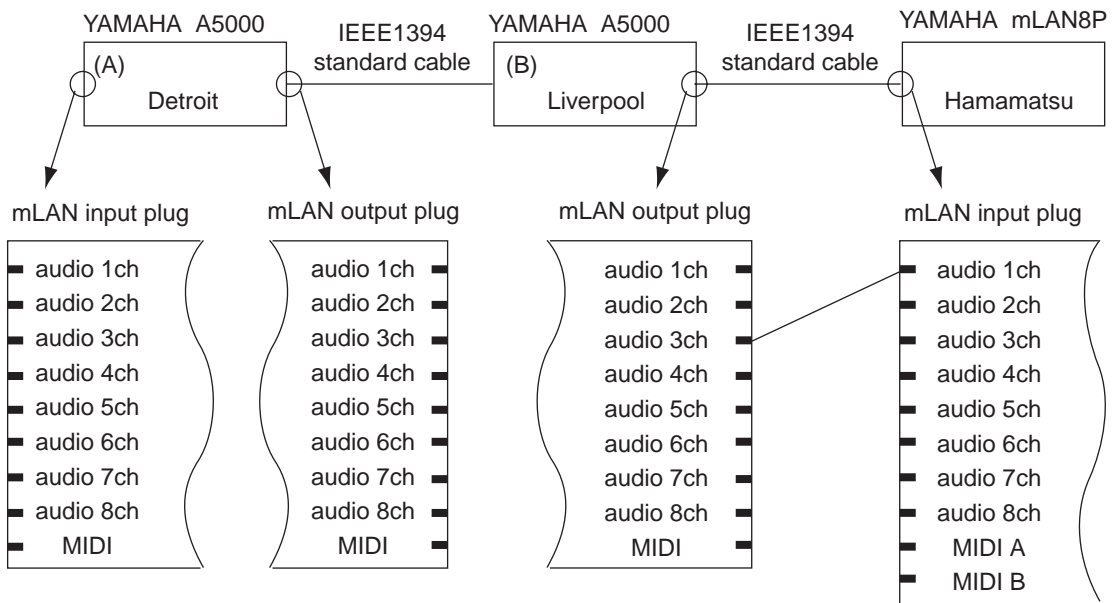 YAMAHA A5000
IEEE1394
standard cable
YAMAHA A5000
IEEE1394
standard cable
YAMAHA mLAN8P
(A)
Detroit
(B)
Liverpool
Hamamatsu
mLAN input plug
audio 1ch
audio 2ch
audio 3ch
audio 4ch
audio 5ch
audio 6ch
audio 7ch
audio 8ch
MIDI
mLAN output plug
audio 1ch
audio 2ch
audio 3ch
audio 4ch
audio 5ch
audio 6ch
audio 7ch
audio 8ch
MIDI
mLAN output plug
audio 1ch
audio 2ch
audio 3ch
audio 4ch
audio 5ch
audio 6ch
audio 7ch
audio 8ch
MIDI
mLAN input plug
audio 1ch
audio 2ch
audio 3ch
audio 4ch
audio 5ch
audio 6ch
audio 7ch
audio 8ch
MIDI A
MIDI B